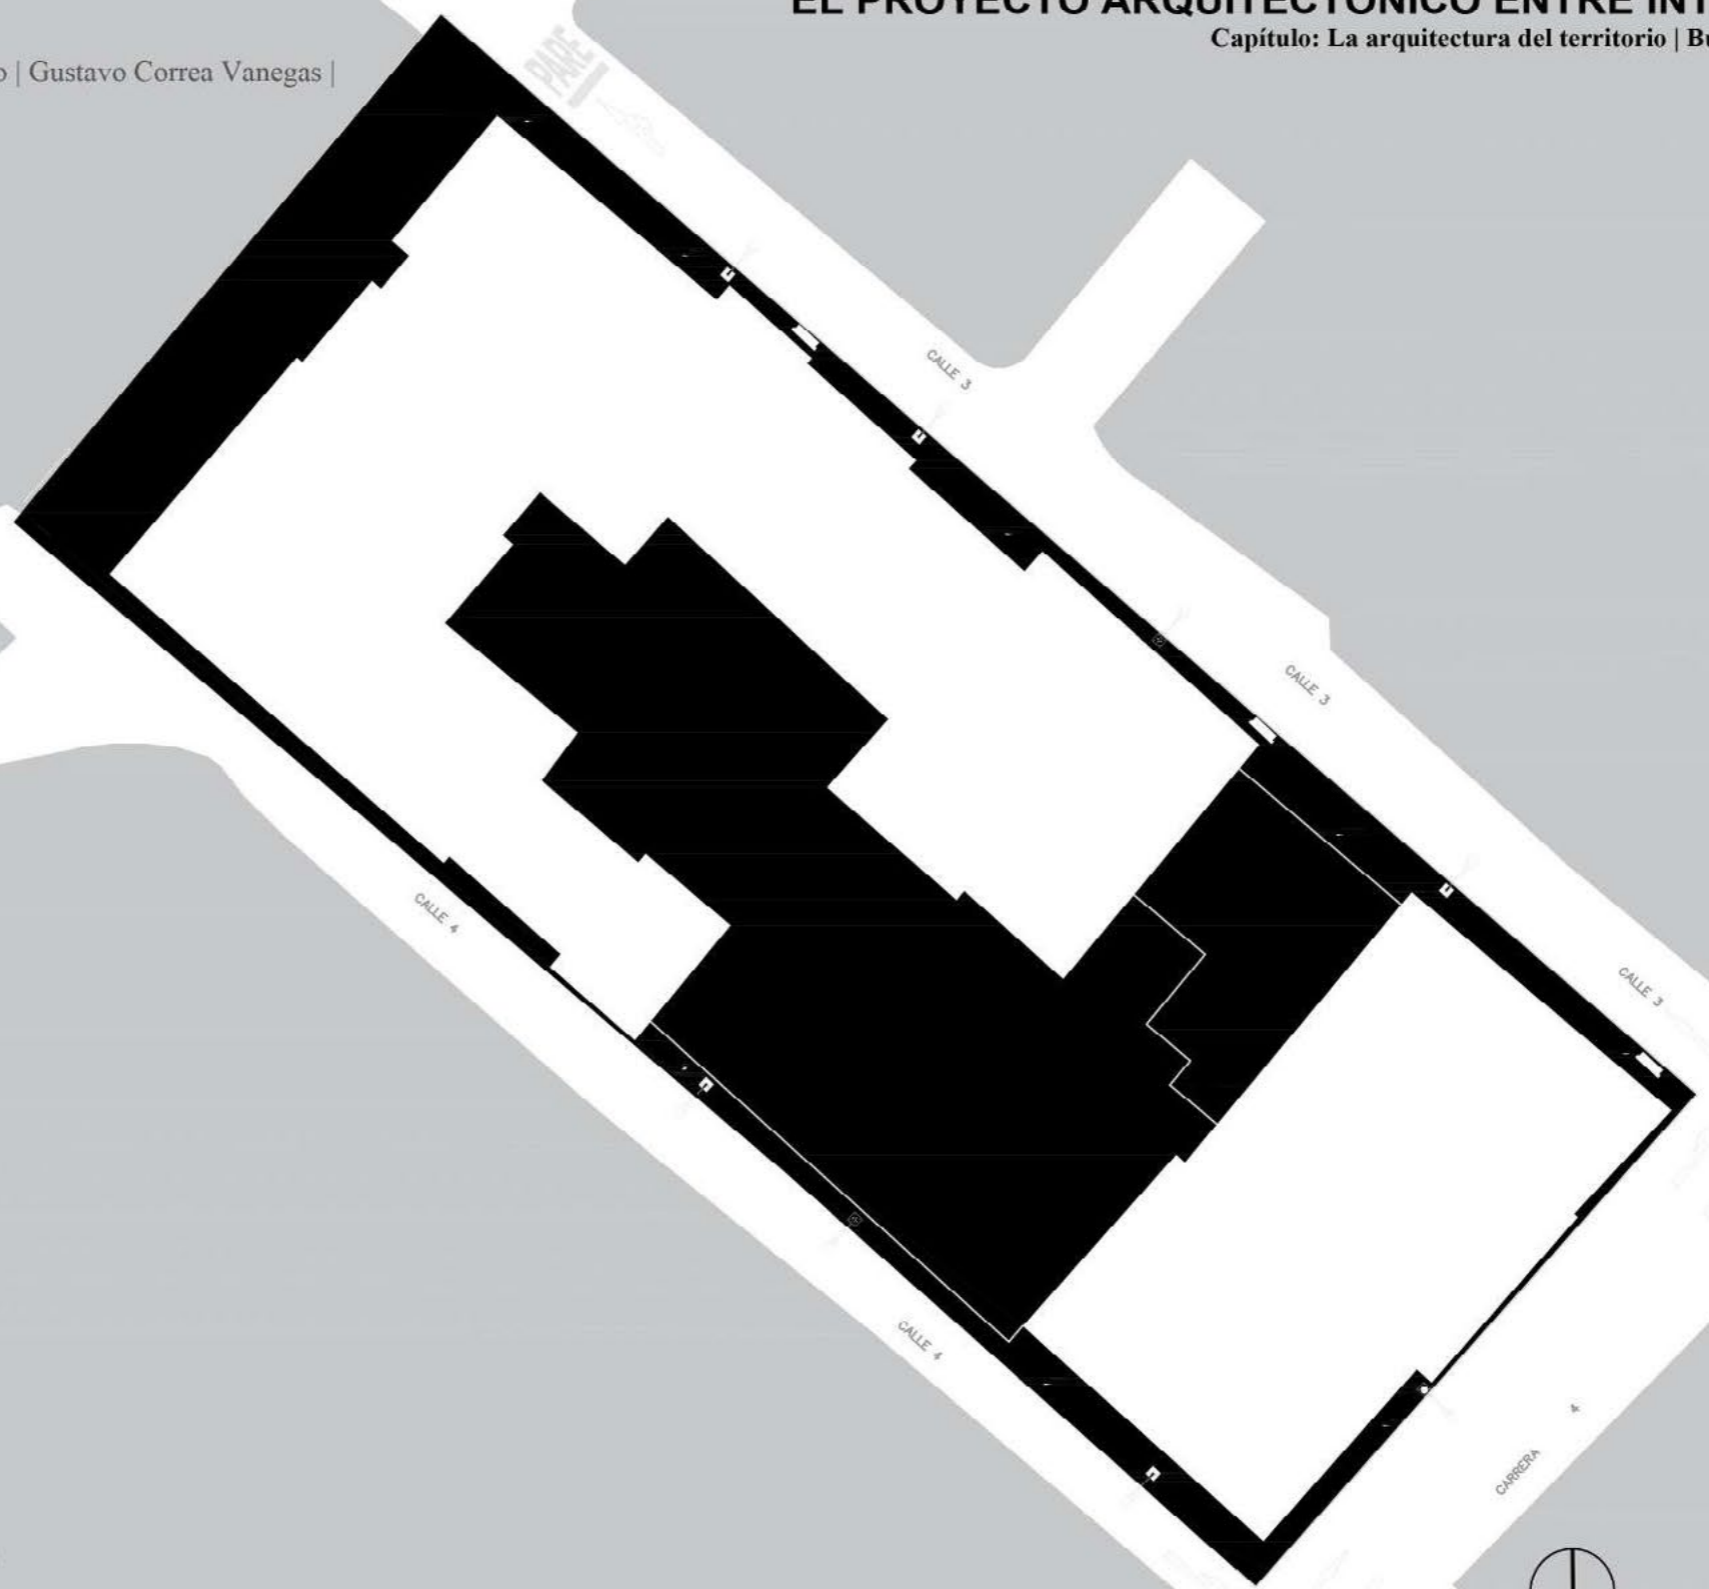 EL PROYECTO ARQUITECTÓNICO ENTRE INT
Capítulo: La arquitectura del territorio | Bu
o | Gustavo Correa Vanegas |
PARE
CALLE 3
CALLE 3
CALLE 3
CALLE 4
CALLE 4
CARRERA 4